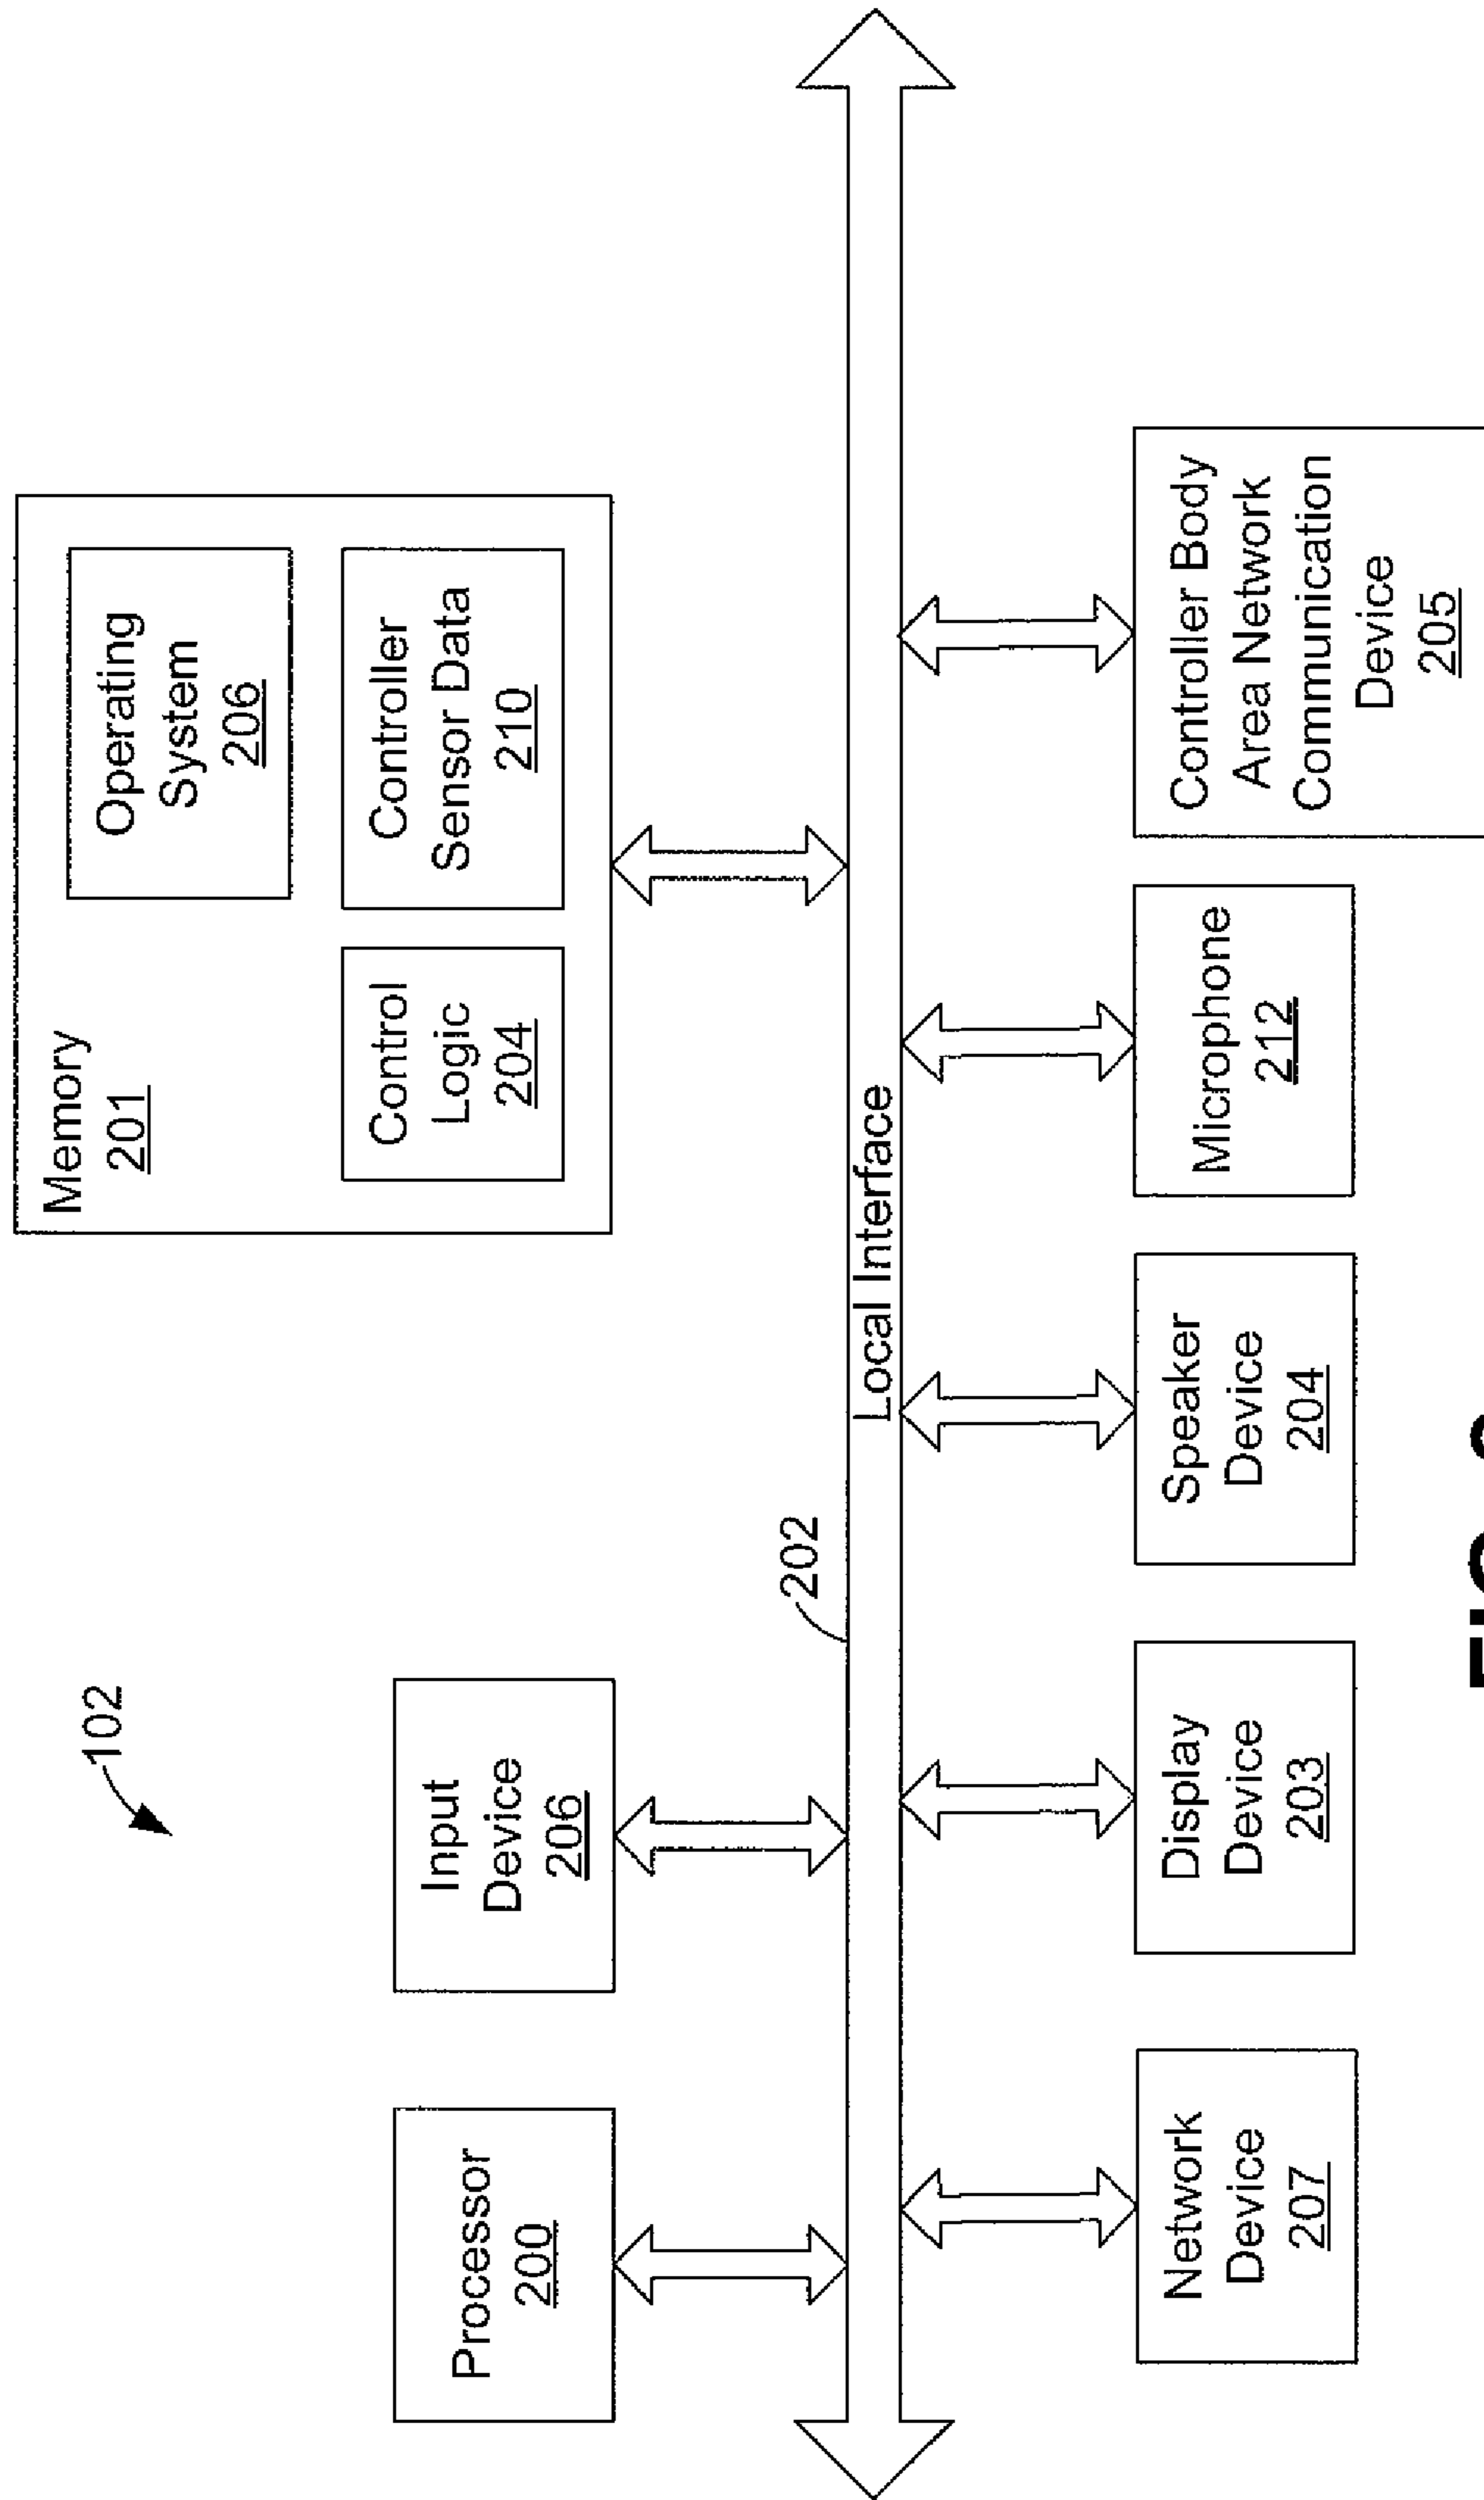 102
Memory
201
Operating
System
206
Control
Logic
204
Controller
Sensor Data
210
Processor
200
Input
Device
206
202
Local Interface
Network
Device
207
Display
Device
203
Speaker
Device
204
Microphone
212
Controller Body
Area Network
Communication
Device
205